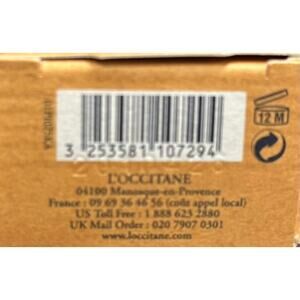 12 M
3 253581 107294
L'OCCITANE
04100 Manosque-en-Provence
France : 09 69 36 46 56 (coût appel local)
US Toll Free : 1 888 623 2880
UK Mail Order : 020 7907 0301
www.loccitane.com